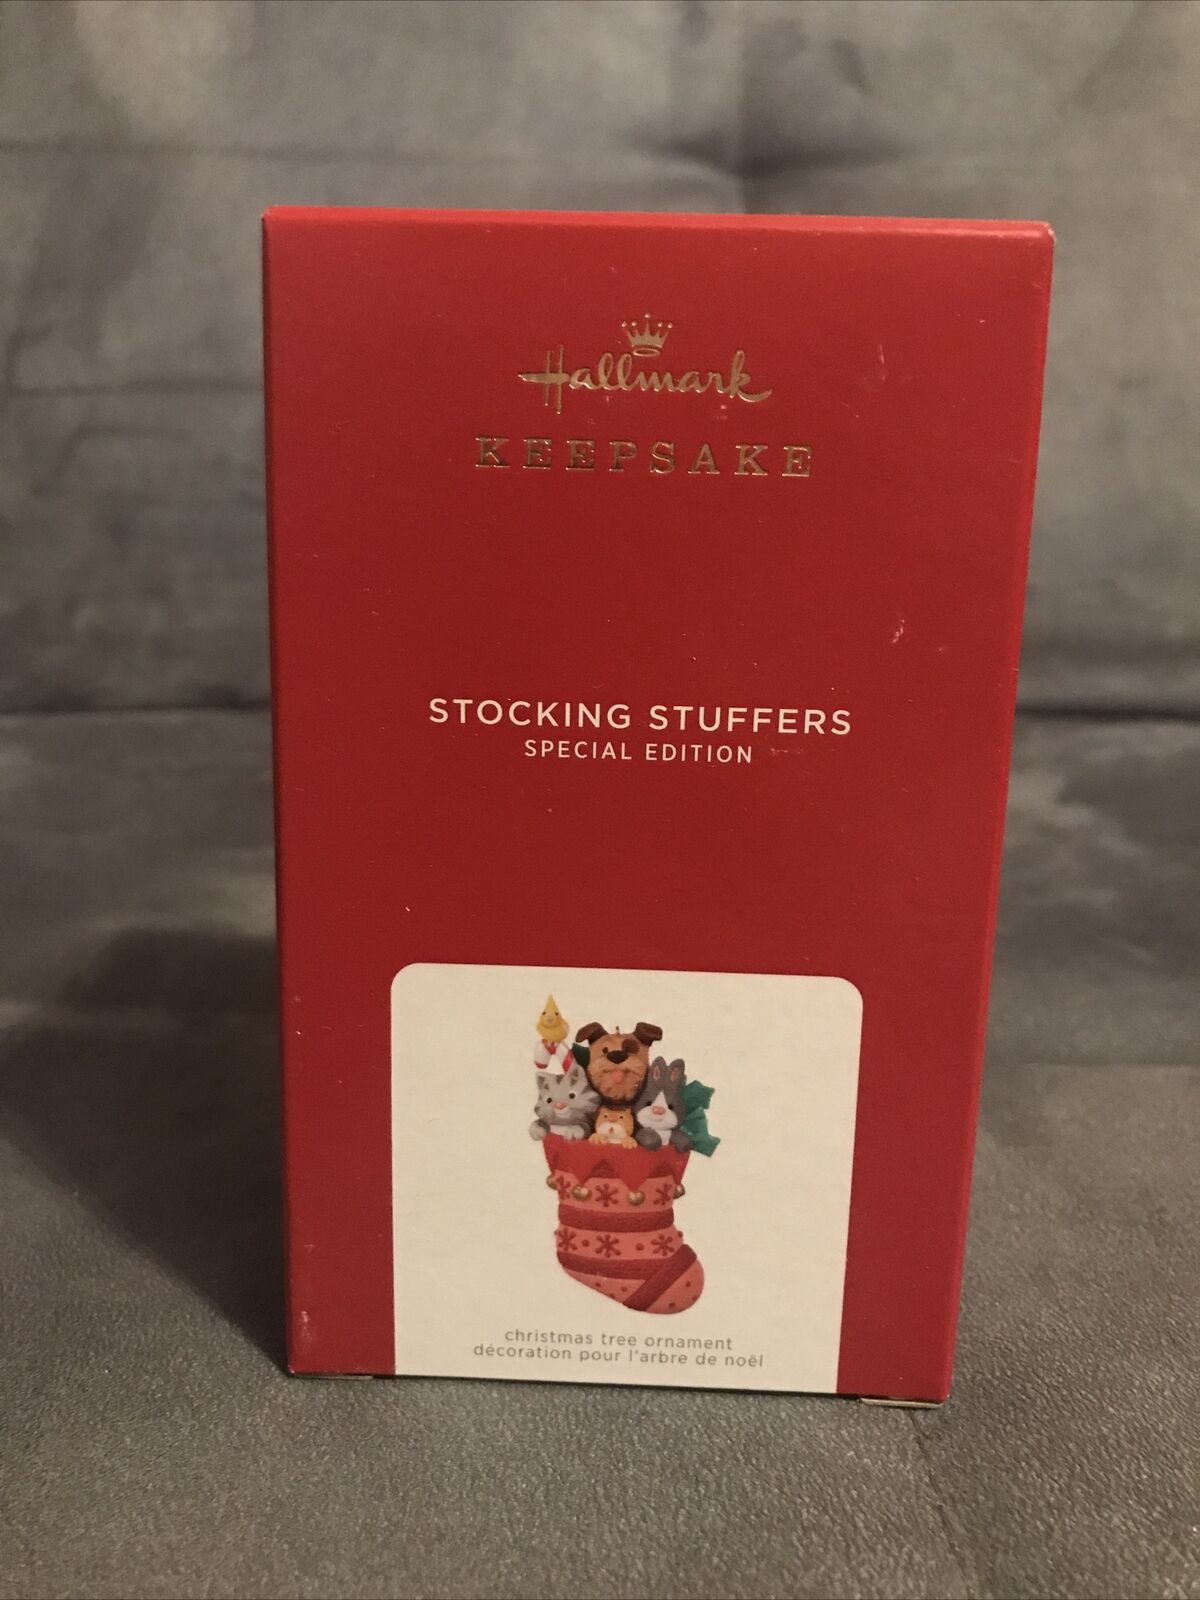 Hallmark
KEEPSAKE
STOCKING STUFFERS
SPECIAL EDITION
christmas tree ornament
décoration pour l'arbre de noël